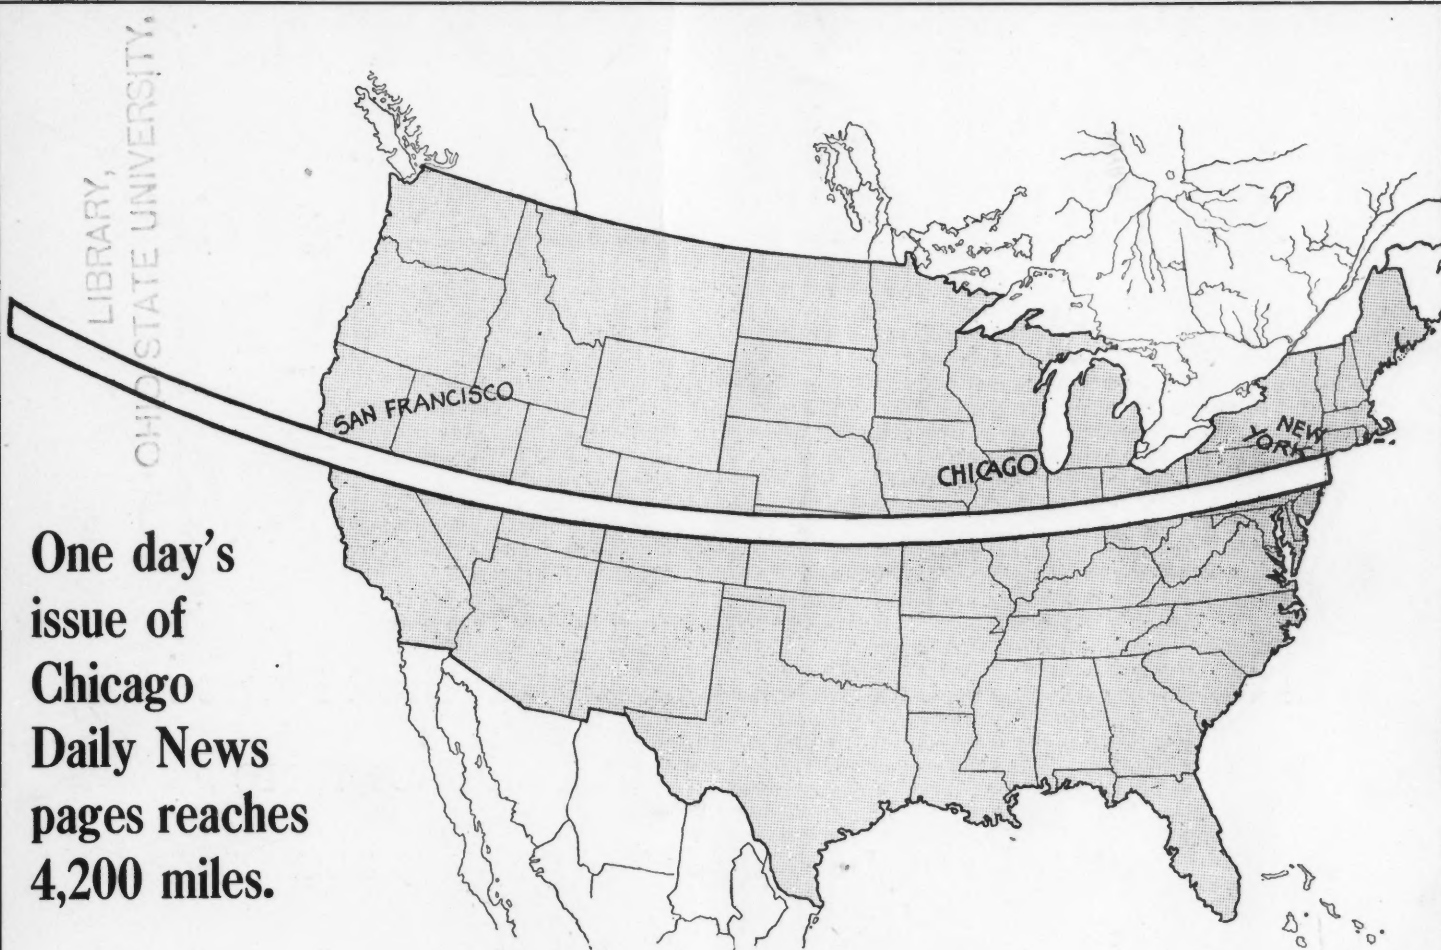 LIBRARY,
OHIO STATE UNIVERSITY,
SAN FRANCISCO
CHICAGO
NEW
YORK
One day's
issue of
Chicago
Daily News
pages reaches
4,200 miles.